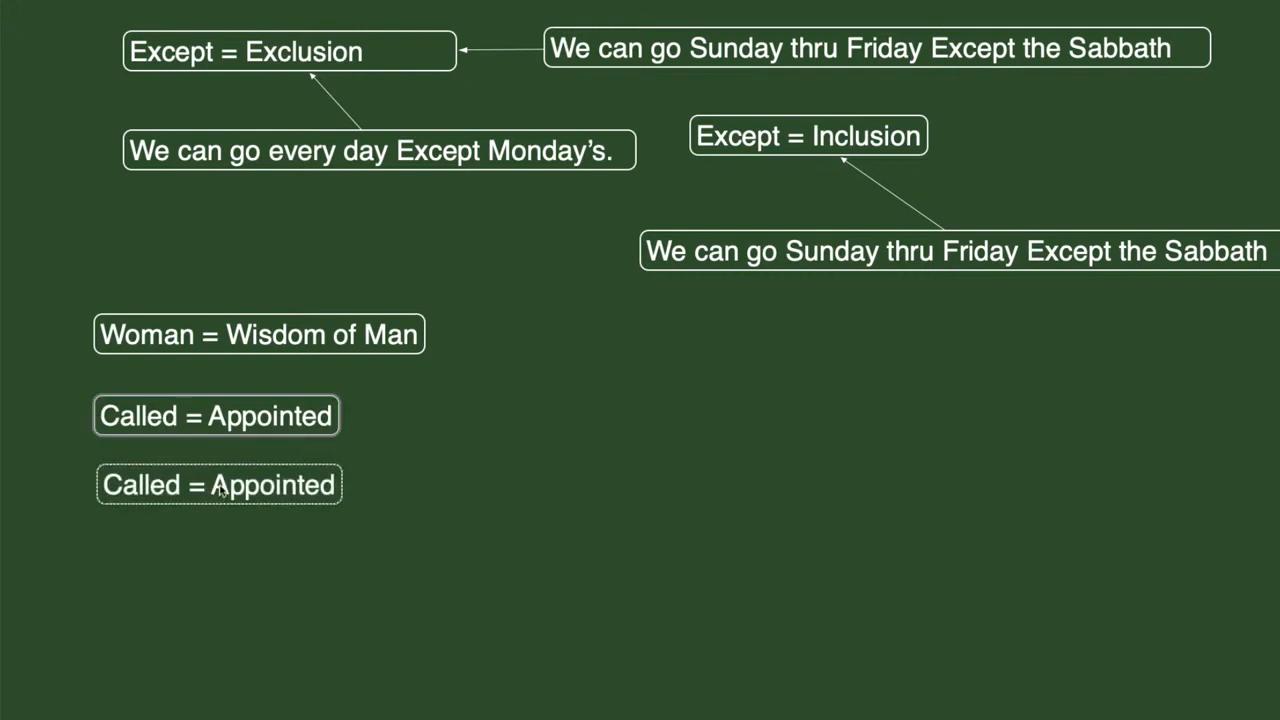 Except = Exclusion
We can go Sunday thru Friday Except the Sabbath
We can go every day Except Monday’s.
Except = Inclusion
We can go Sunday thru Friday Except the Sabbath
Woman = Wisdom of Man
Called = Appointed
Called = Appointed